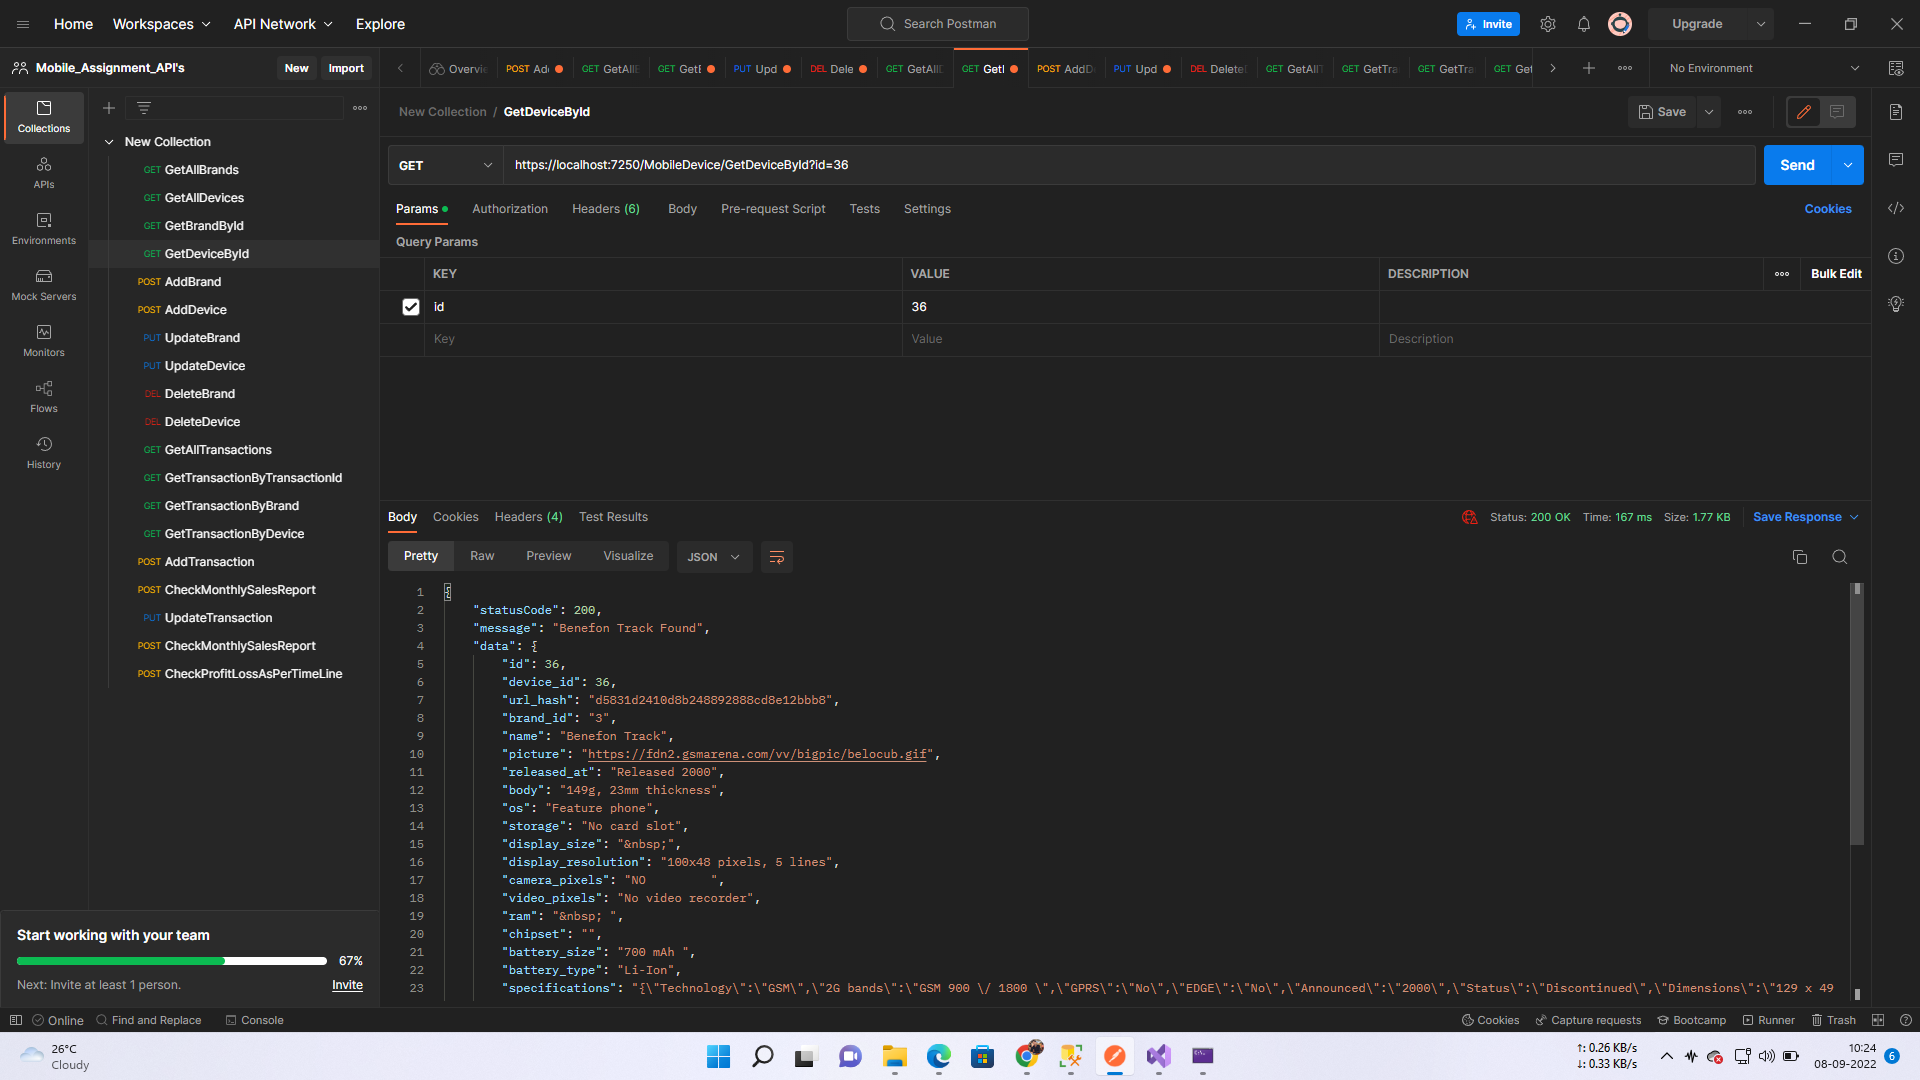 Home Workspaces API Network Explore Search Postman Invite Upgrade
Mobile_Assignment_API's New Import
Overvie POST Ad GET GetAllB GET GetI PUT Upd DEL Dele GET GetAllD GET GetI POST AddD PUT Upd DEL Delete GET GetAllT GET GetTra GET GetTra GET Get No Environment
Collections
APIs
Environments
Mock Servers
Monitors
Flows
History
New Collection
GET GetAllBrands
GET GetAllDevices
GET GetBrandById
GET GetDeviceById
POST AddBrand
POST AddDevice
PUT UpdateBrand
PUT UpdateDevice
DEL DeleteBrand
DEL DeleteDevice
GET GetAllTransactions
GET GetTransactionByTransactionId
GET GetTransactionByBrand
GET GetTransactionByDevice
POST AddTransaction
POST CheckMonthlySalesReport
PUT UpdateTransaction
POST CheckMonthlySalesReport
POST CheckProfitLossAsPerTimeLine
Start working with your team
67%
Next: Invite at least 1 person. Invite
New Collection / GetDeviceById Save
GET https://localhost:7250/MobileDevice/GetDeviceById?id=36 Send
Params Authorization Headers (6) Body Pre-request Script Tests Settings Cookies
Query Params
KEY VALUE DESCRIPTION Bulk Edit
id 36
Key Value Description
Body Cookies Headers (4) Test Results Status: 200 OK Time: 167 ms Size: 1.77 KB Save Response
Pretty Raw Preview Visualize JSON
1 {
2 "statusCode": 200,
3 "message": "Benefon Track Found",
4 "data": {
5 "id": 36,
6 "device_id": 36,
7 "url_hash": "d5831d2410d8b248892888cd8e12bbb8",
8 "brand_id": "3",
9 "name": "Benefon Track",
10 "picture": "https://fdn2.gsmarena.com/vv/bigpic/belocub.gif",
11 "released_at": "Released 2000",
12 "body": "149g, 23mm thickness",
13 "os": "Feature phone",
14 "storage": "No card slot",
15 "display_size": "&nbsp;",
16 "display_resolution": "100x48 pixels, 5 lines",
17 "camera_pixels": "NO         ",
18 "video_pixels": "No video recorder",
19 "ram": "&nbsp; ",
20 "chipset": "",
21 "battery_size": "700 mAh ",
22 "battery_type": "Li-Ion",
23 "specifications": "{\"Technology\":\"GSM\",\"2G bands\":\"GSM 900 \/ 1800 \",\"GPRS\":\"No\",\"EDGE\":\"No\",\"Announced\":\"2000\",\"Status\":\"Discontinued\",\"Dimensions\":\"129 x 49
Online Find and Replace Console Cookies Capture requests Bootcamp Runner Trash
26°C
Cloudy
↑: 0.26 KB/s
↓: 0.33 KB/s
10:24
08-09-2022
6